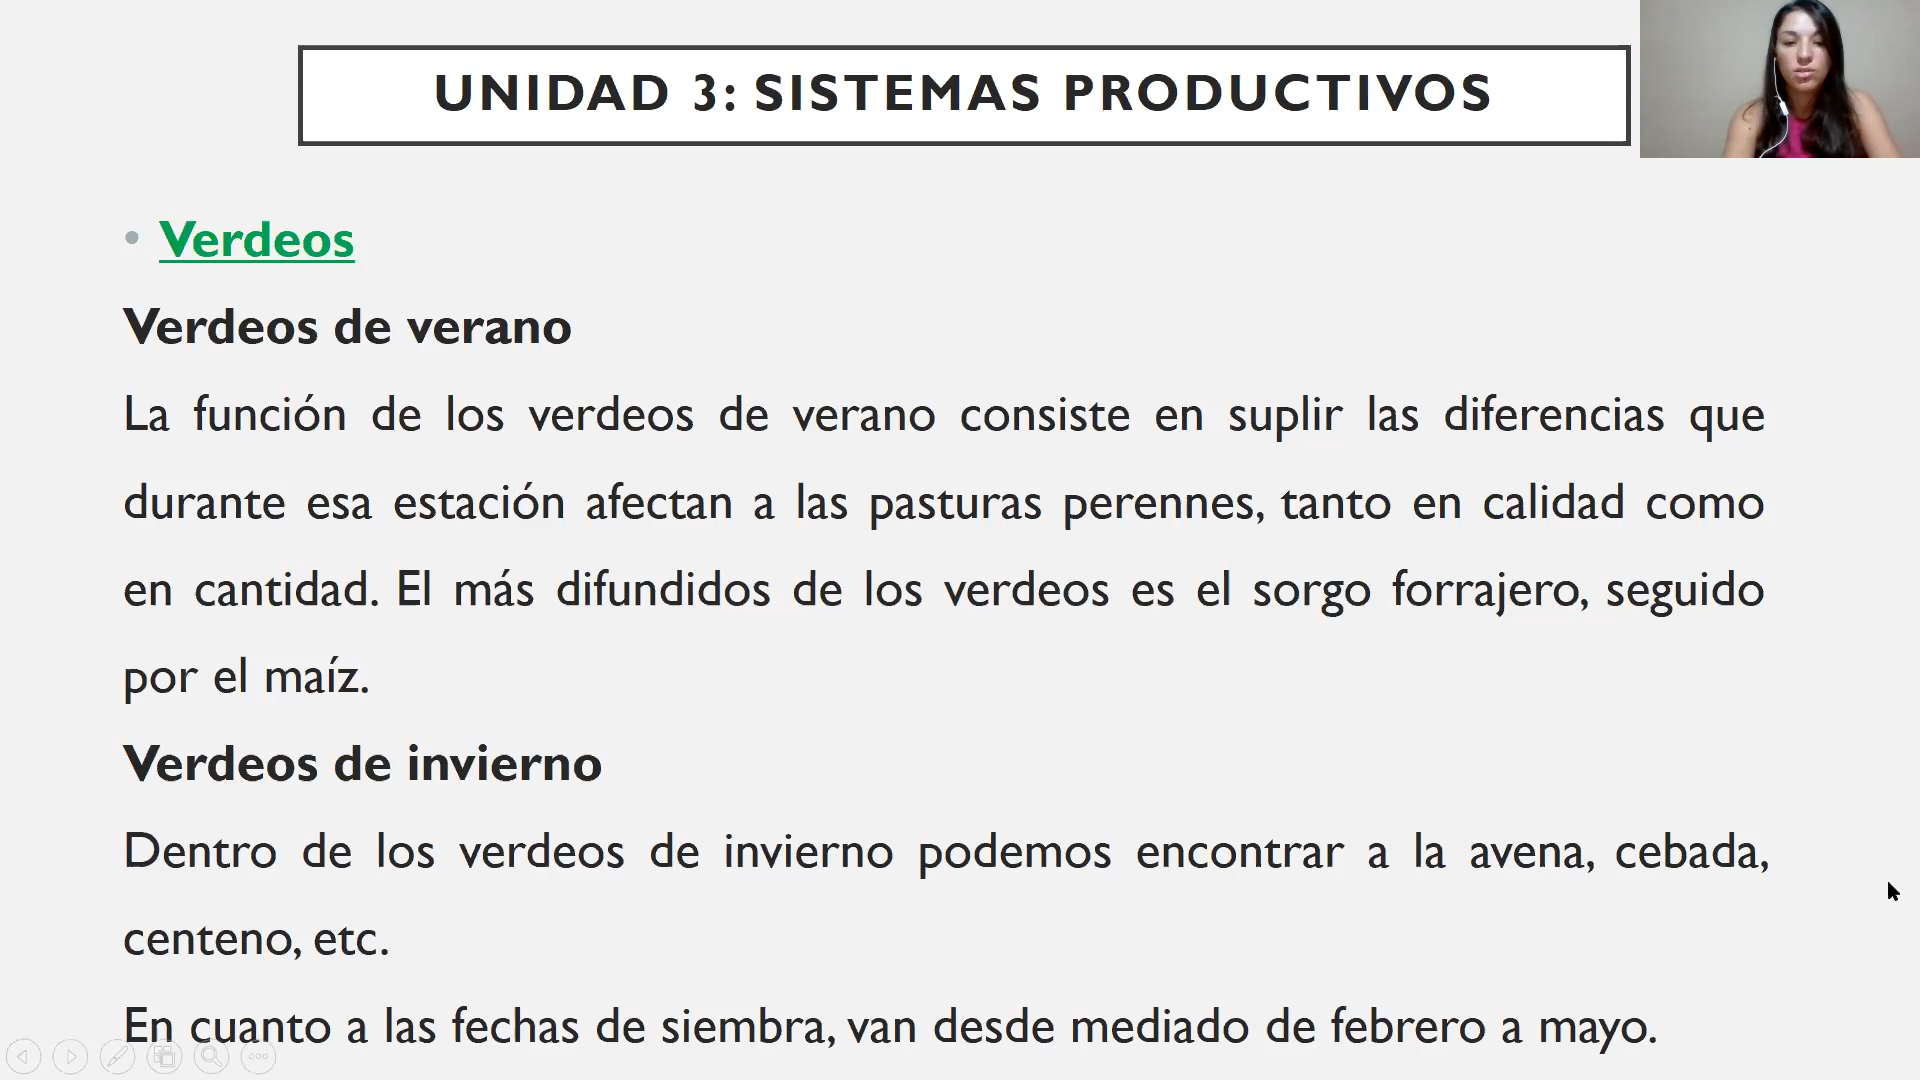 UNIDAD 3: SISTEMAS PRODUCTIVOS
• Verdeos
Verdeos de verano
La función de los verdeos de verano consiste en suplir las diferencias que
durante esa estación afectan a las pasturas perennes, tanto en calidad como
en cantidad. El más difundidos de los verdeos es el sorgo forrajero, seguido
por el maíz.
Verdeos de invierno
Dentro de los verdeos de invierno podemos encontrar a la avena, cebada,
centeno, etc.
En cuanto a las fechas de siembra, van desde mediado de febrero a mayo.